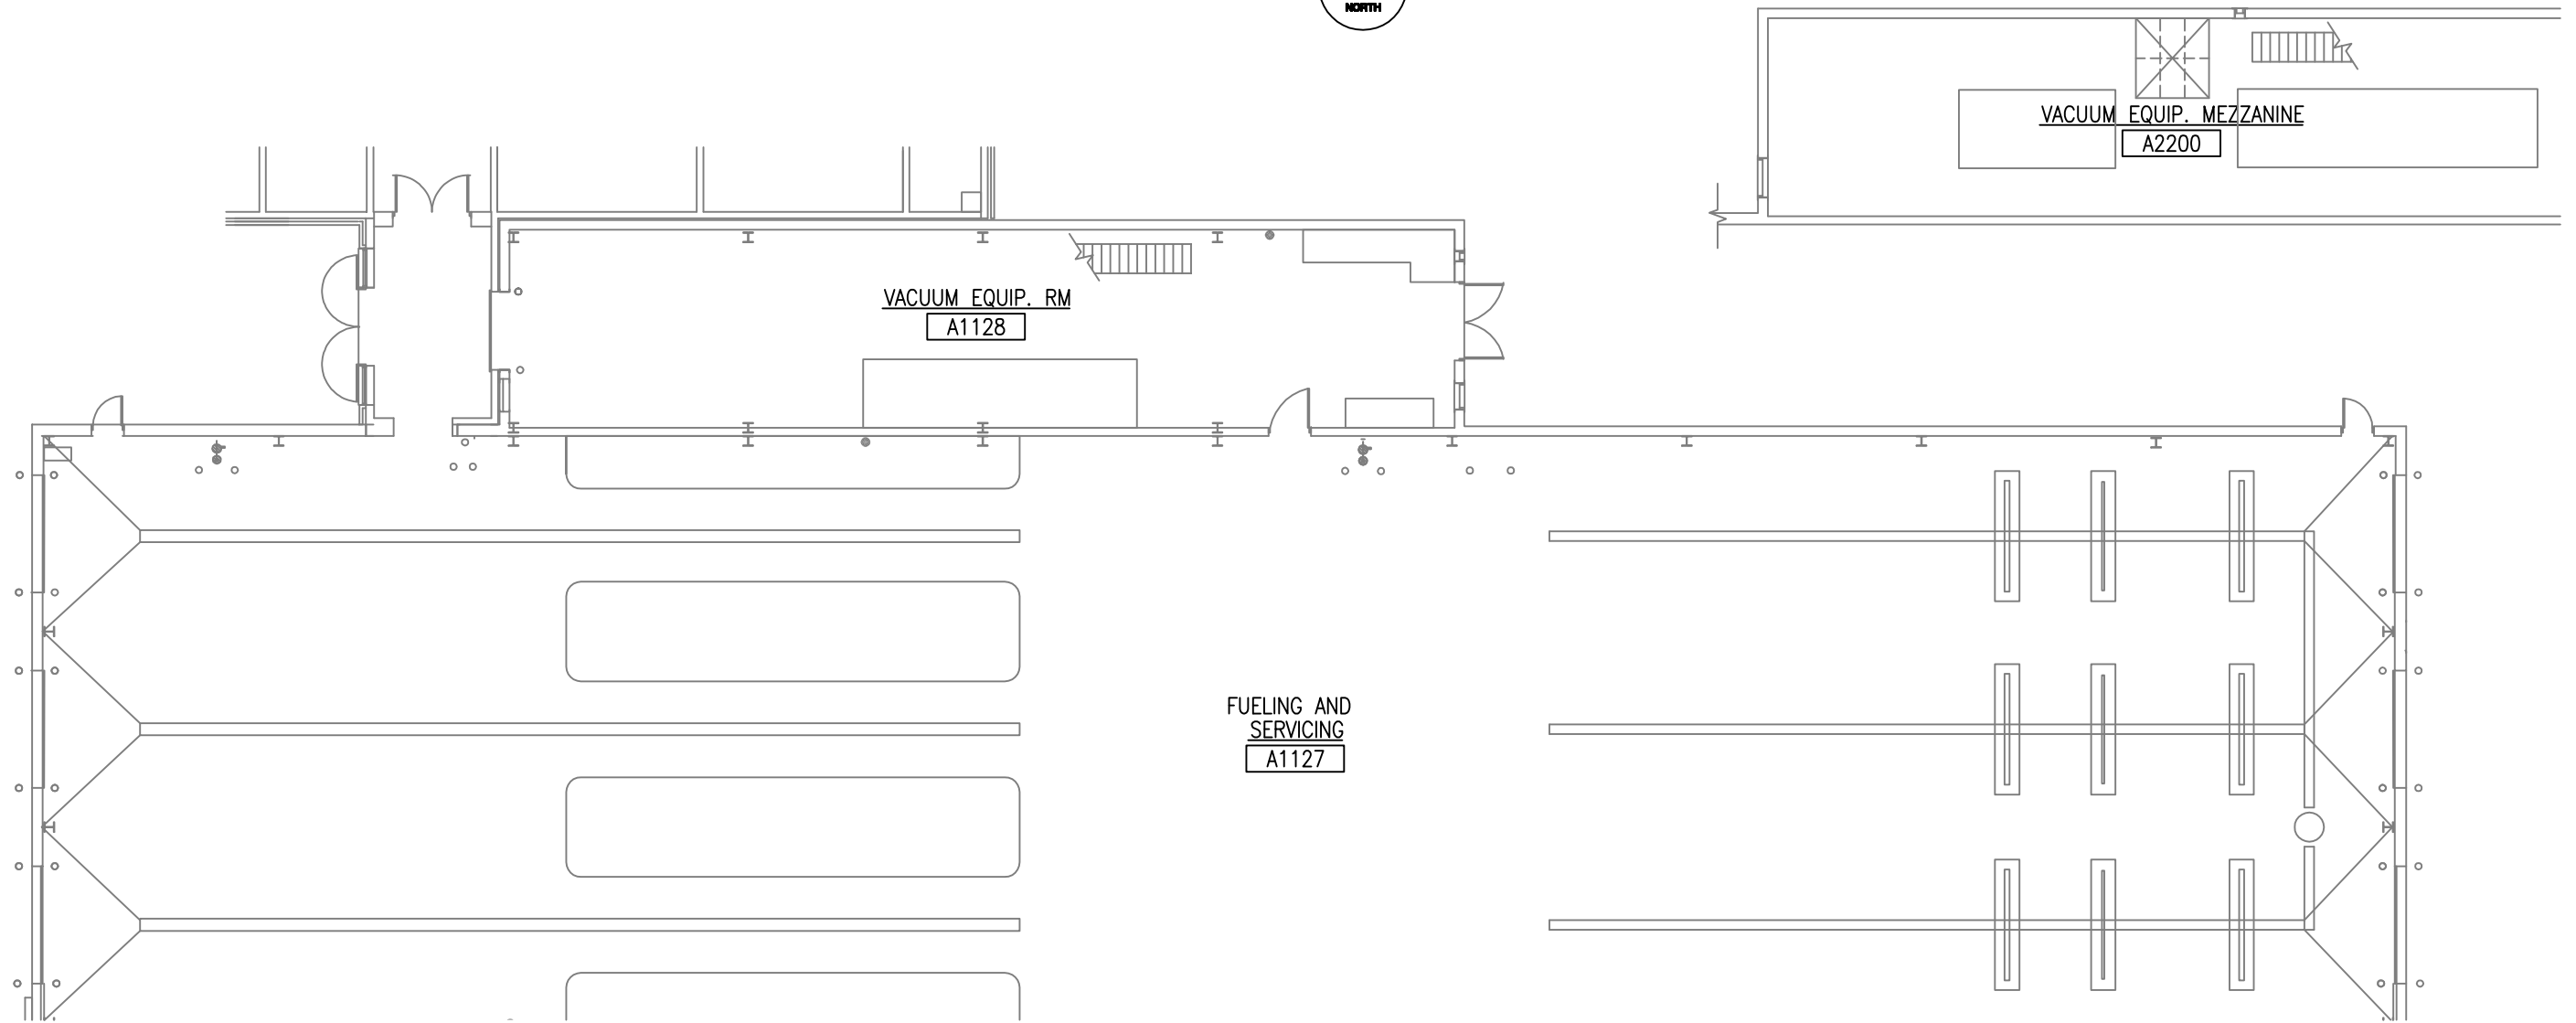 NORTH
VACUUM EQUIP. MEZZANINE
A2200
VACUUM EQUIP. RM
A1128
FUELING AND
SERVICING
A1127